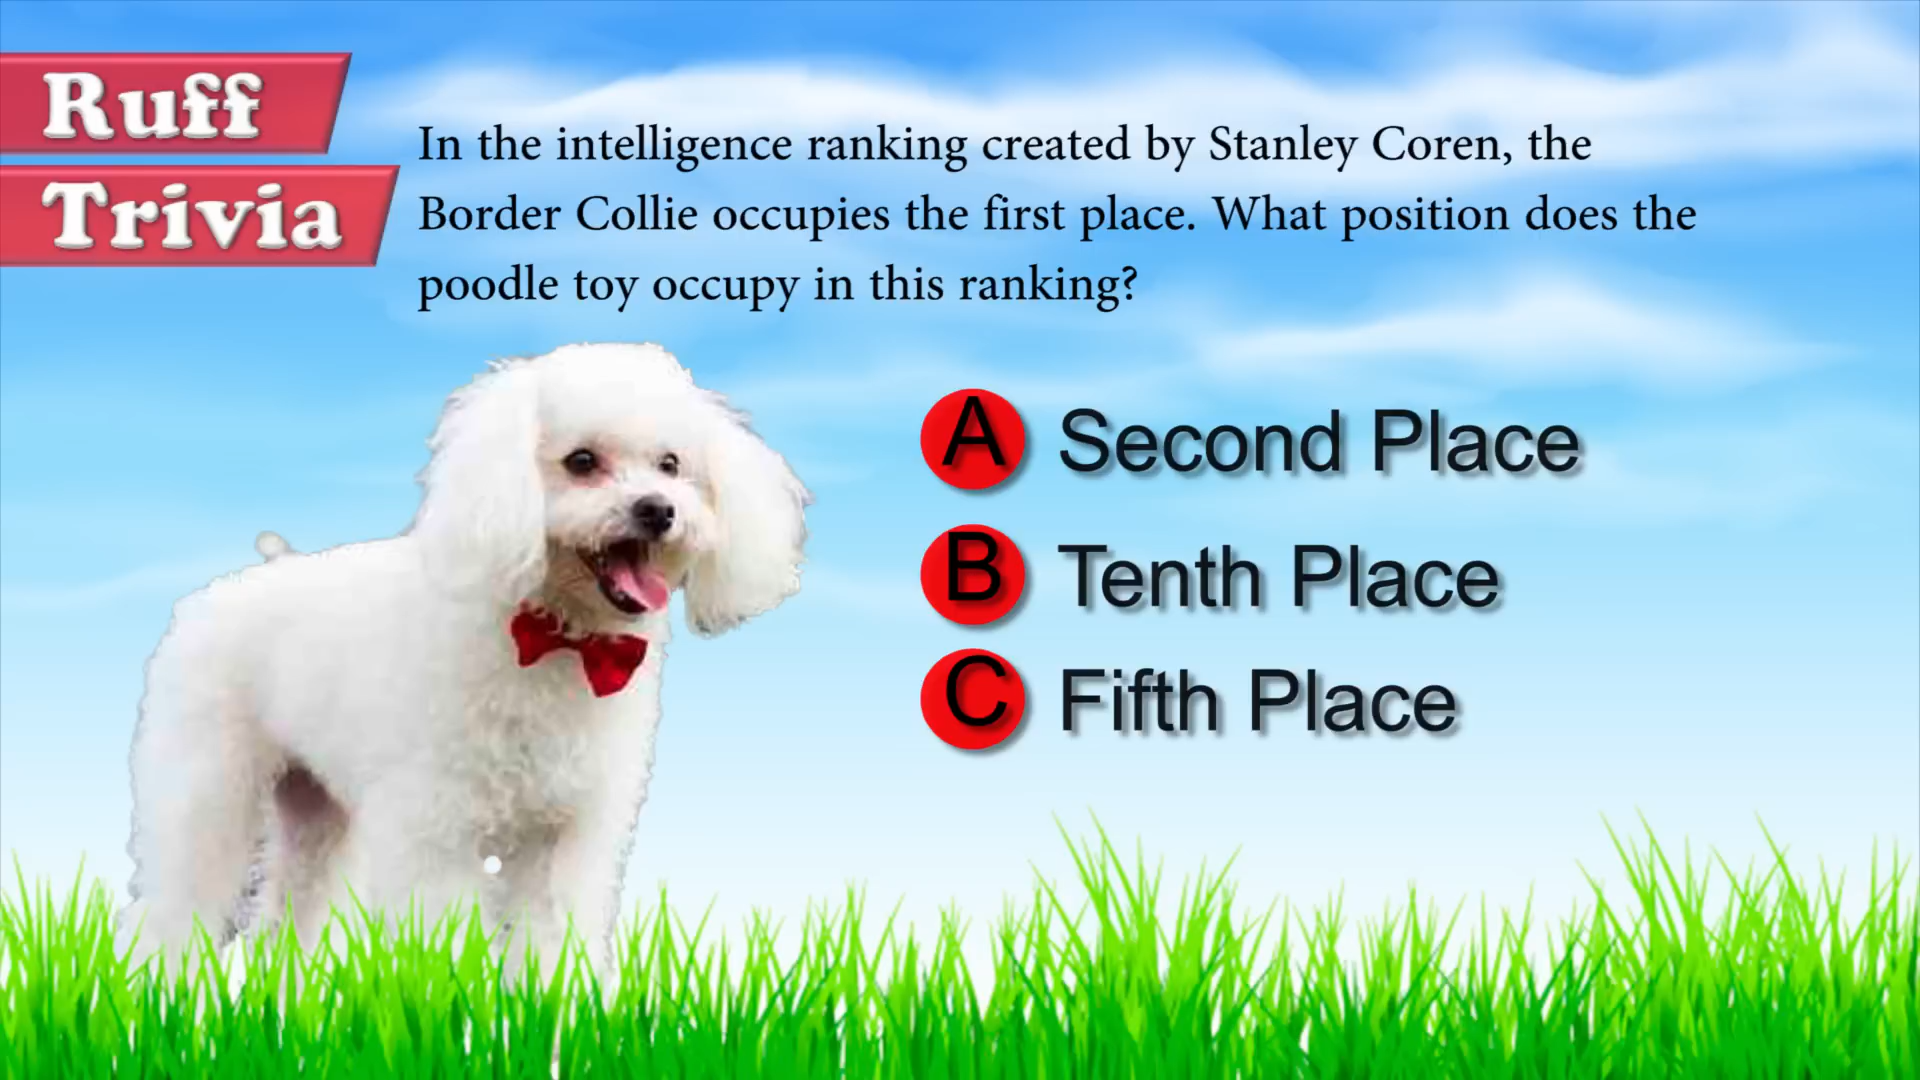 Ruff
Trivia
In the intelligence ranking created by Stanley Coren, the
Border Collie occupies the first place. What position does the
poodle toy occupy in this ranking?
A Second Place
B Tenth Place
C Fifth Place